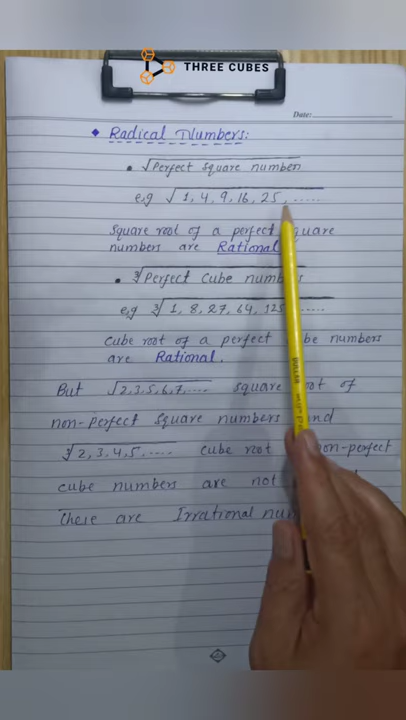 THREE CUBES
Date:
◆ Radical Numbers:
• √Perfect square number
e.g √1, 4, 9, 16, 25, .....
Square root of a perfect square
numbers are Rational
• ∛Perfect Cube numbers
e.g ∛1, 8, 27, 64, 125 .....
Cube root of a perfect cube numbers
are Rational.
But √2,3,5,6,7,.... square root of
non-perfect square numbers and
∛2,3,4,5..... cube root non-perfect
cube numbers are not
These are Irrational